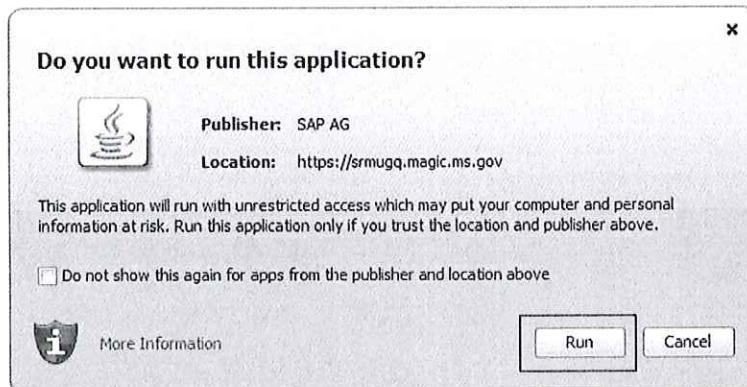 Do you want to run this application?
Publisher: SAP AG
Location: https://srmugq.magic.ms.gov
This application will run with unrestricted access which may put your computer and personal
information at risk. Run this application only if you trust the location and publisher above.
Do not show this again for apps from the publisher and location above
More Information
Run
Cancel